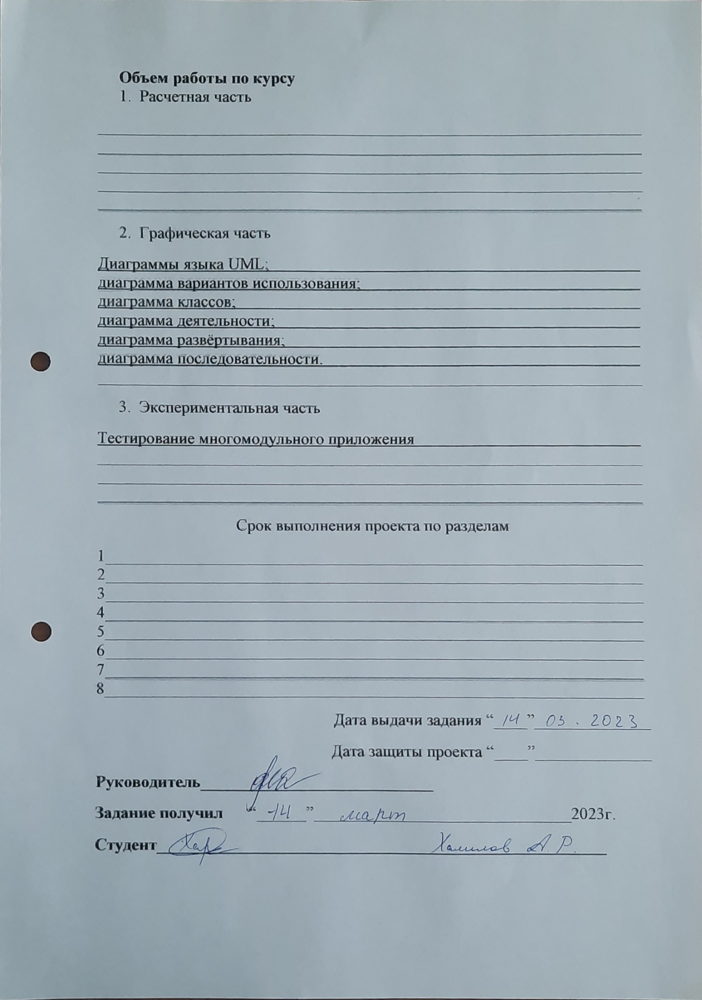 Объем работы по курсу
1. Расчетная часть
2. Графическая часть
Диаграммы языка UML;
диаграмма вариантов использования;
диаграмма классов;
диаграмма деятельности;
диаграмма развёртывания;
диаграмма последовательности.
3. Экспериментальная часть
Тестирование многомодульного приложения
Срок выполнения проекта по разделам
1
2
3
4
5
6
7
8
Дата выдачи задания “ 14 ” 03 . 2023
Дата защиты проекта “ ”
Руководитель
Задание получил “ 14 ” март 2023г.
Студент Халилов А. Р.